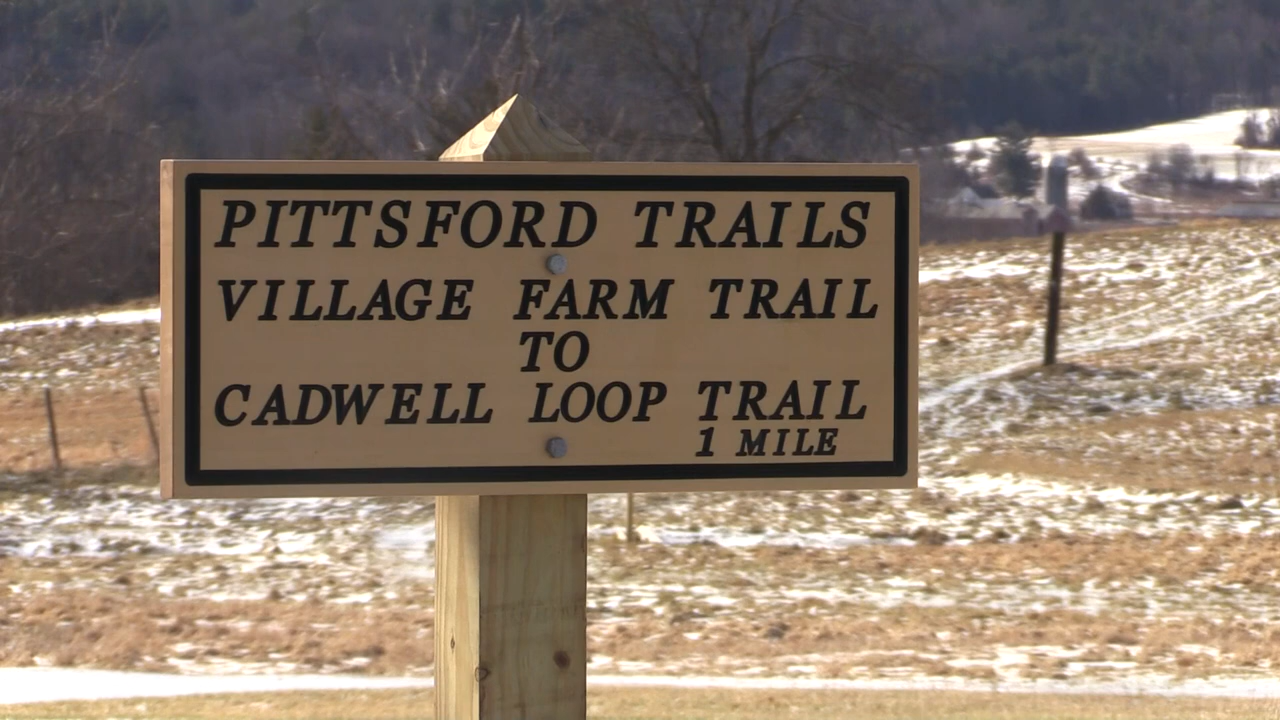 PITTSFORD TRAILS
VILLAGE FARM TRAIL
TO
CADWELL LOOP TRAIL
1 MILE